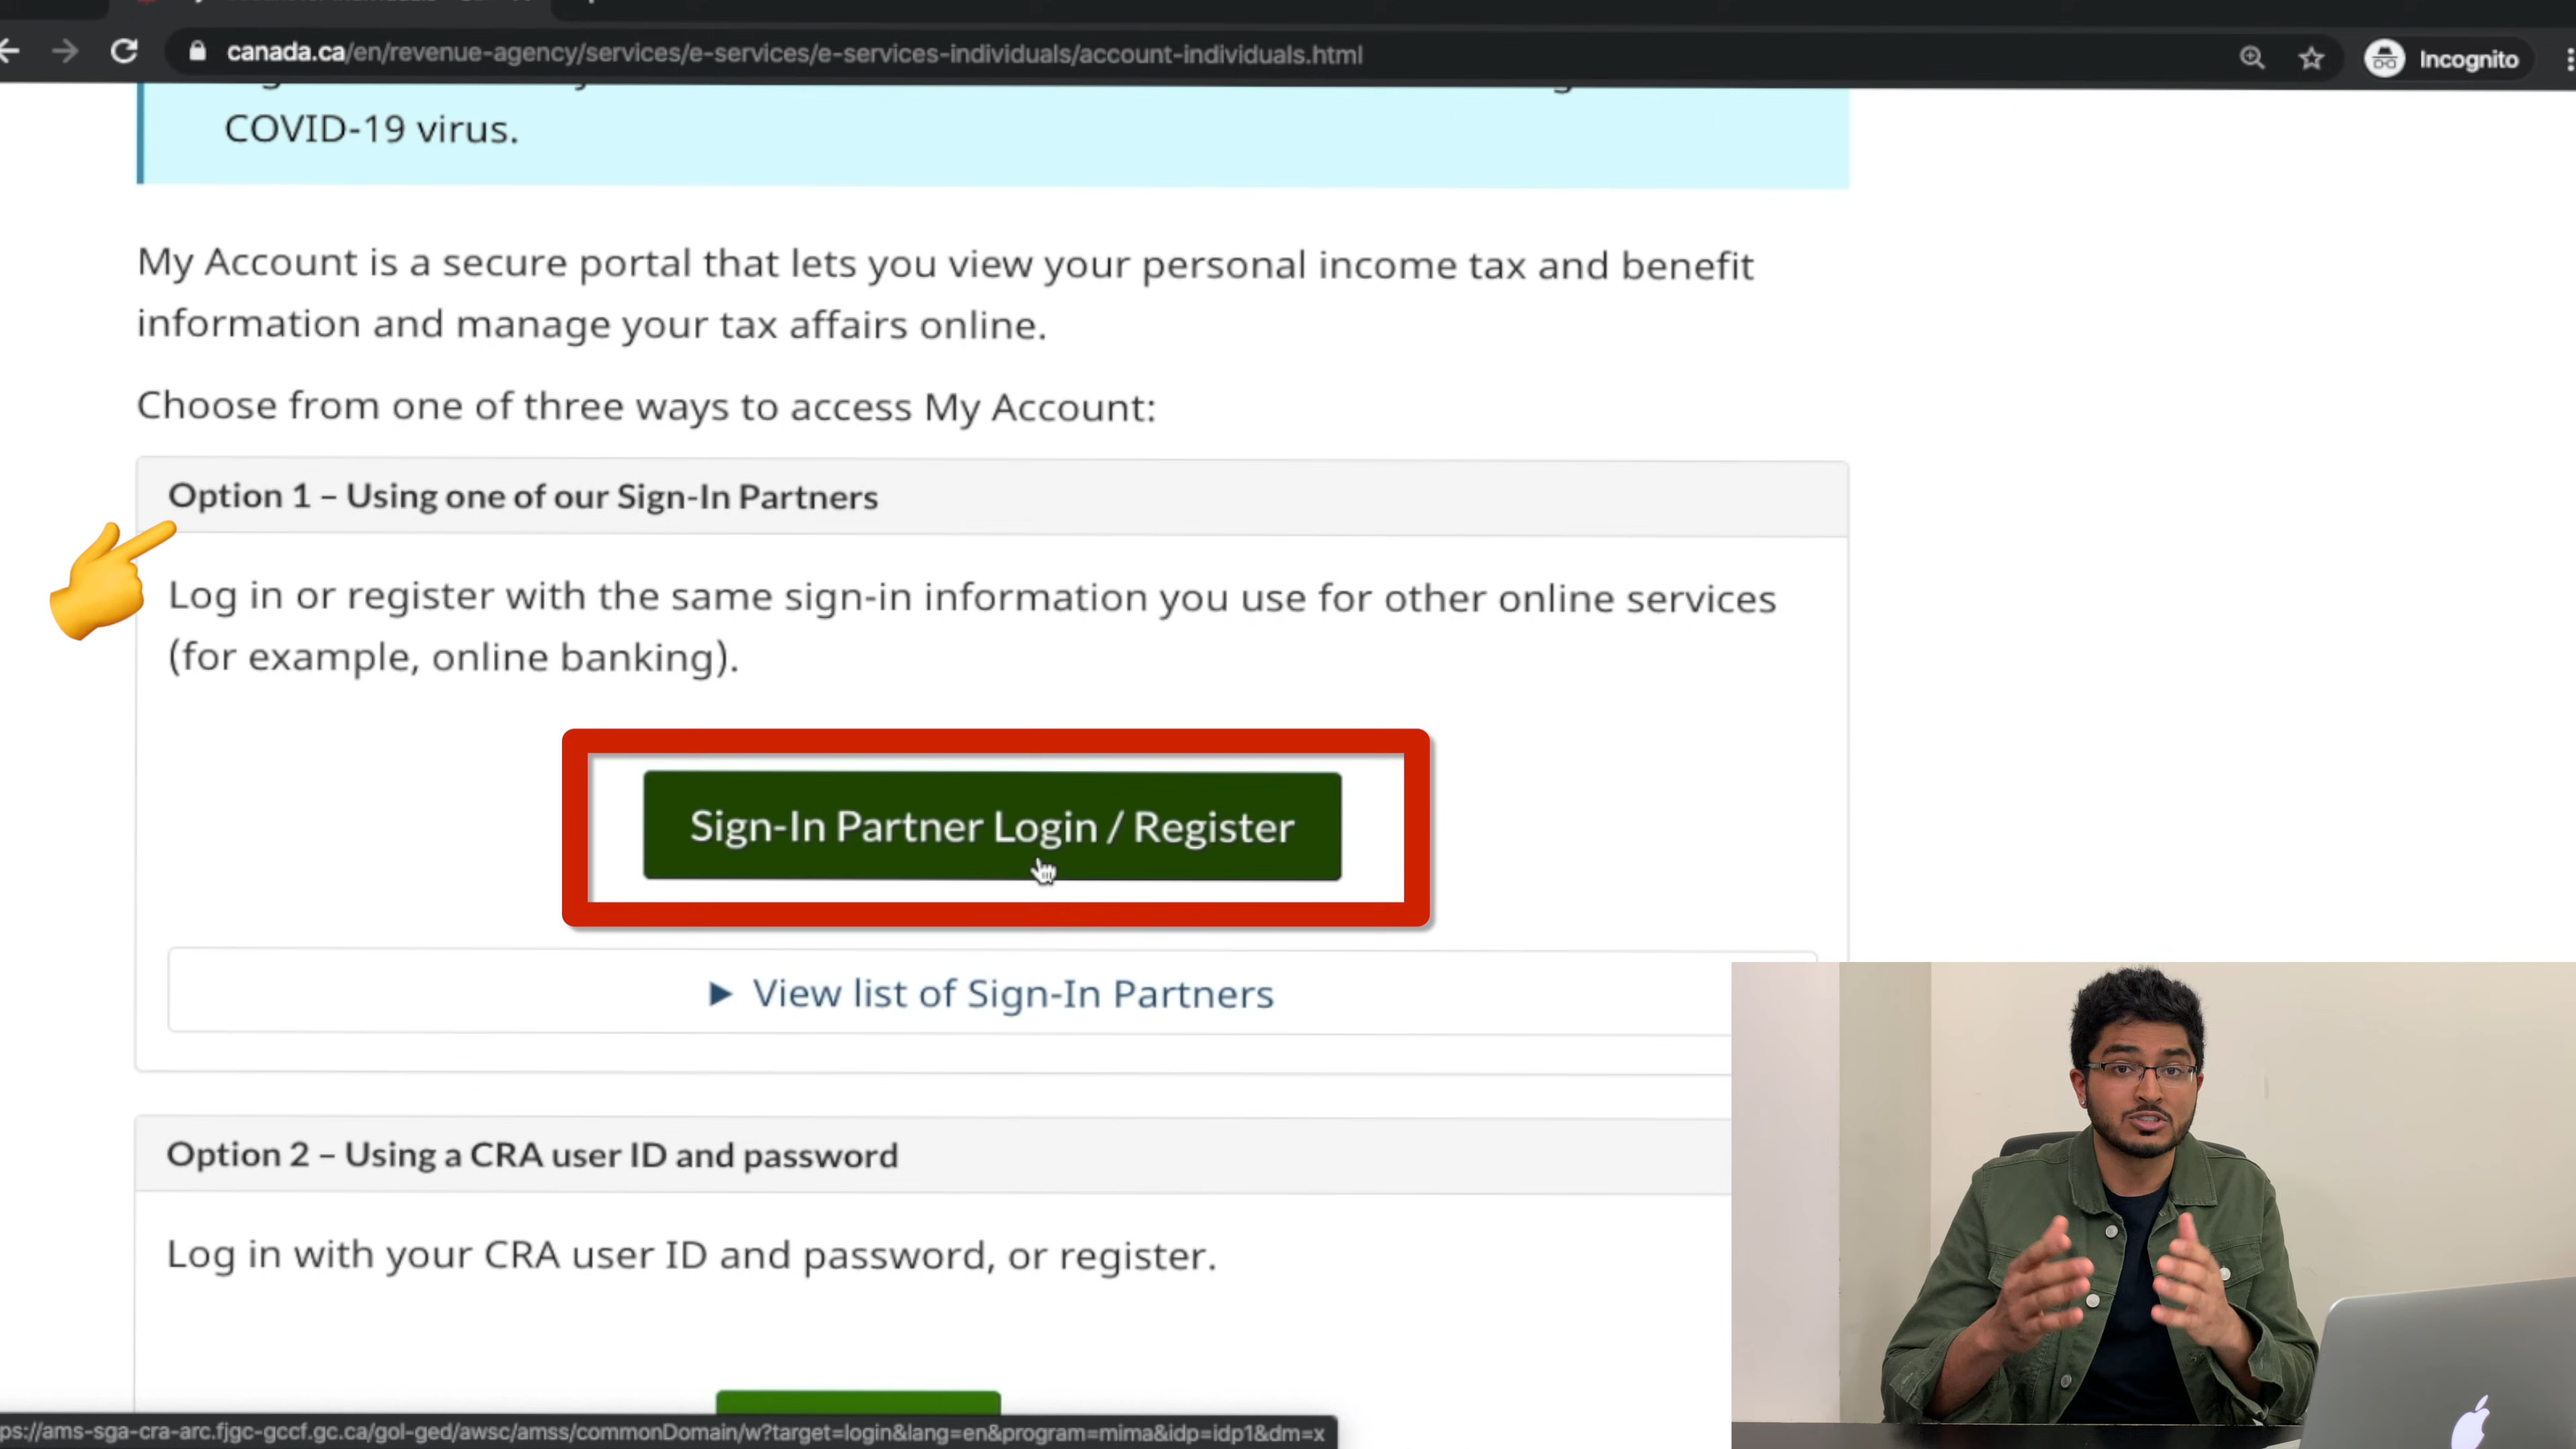 canada.ca/en/revenue-agency/services/e-services/e-services-individuals/account-individuals.html
Incognito
COVID-19 virus.
My Account is a secure portal that lets you view your personal income tax and benefit
information and manage your tax affairs online.
Choose from one of three ways to access My Account:
Option 1 – Using one of our Sign-In Partners
Log in or register with the same sign-in information you use for other online services
(for example, online banking).
Sign-In Partner Login / Register
View list of Sign-In Partners
Option 2 – Using a CRA user ID and password
Log in with your CRA user ID and password, or register.
ps://ams-sga-cra-arc.fjgc-gccf.gc.ca/gol-ged/awsc/amss/commonDomain/w?target=login&lang=en&program=mima&idp=idp1&dm=x